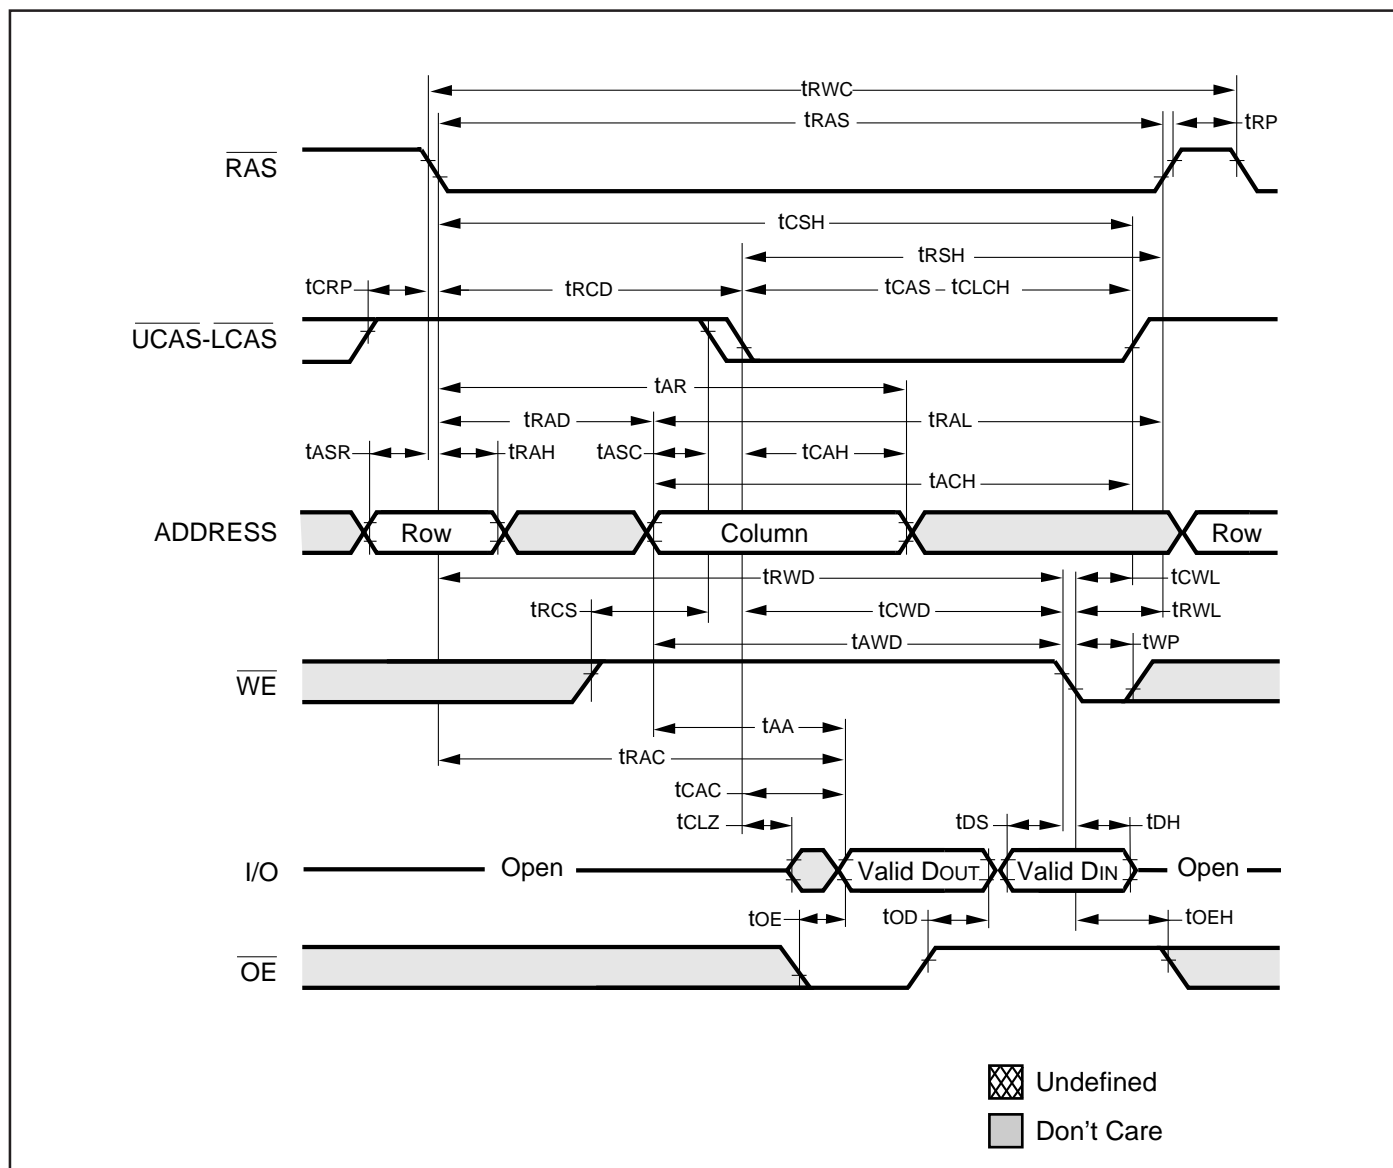 tRWC
tRAS
tRP
RAS
tCSH
tRSH
tCRP
tRCD
tCAS – tCLCH
UCAS-LCAS
tAR
tRAD
tRAL
tASR
tRAH
tASC
tCAH
tACH
ADDRESS
Row
Column
Row
tRWD
tCWL
tRCS
tCWD
tRWL
tAWD
tWP
WE
tAA
tRAC
tCAC
tCLZ
tDS
tDH
I/O
Open
Valid DOUT
Valid DIN
Open
tOE
tOD
tOEH
OE
Undefined
Don't Care